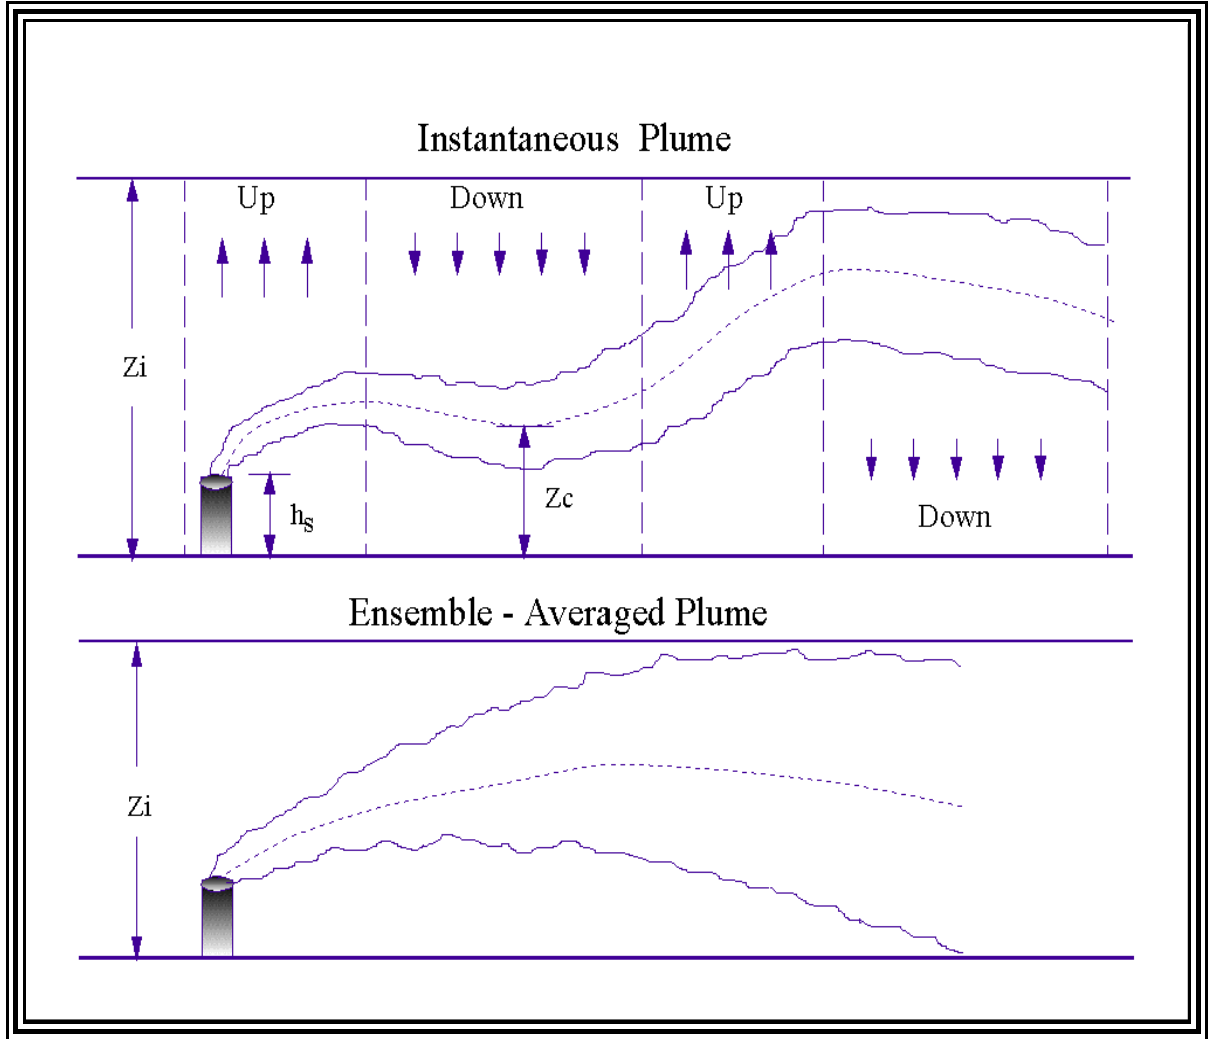 Instantaneous Plume
Up Down Up
Zi
Zc
hs
Down
Ensemble - Averaged Plume
Zi